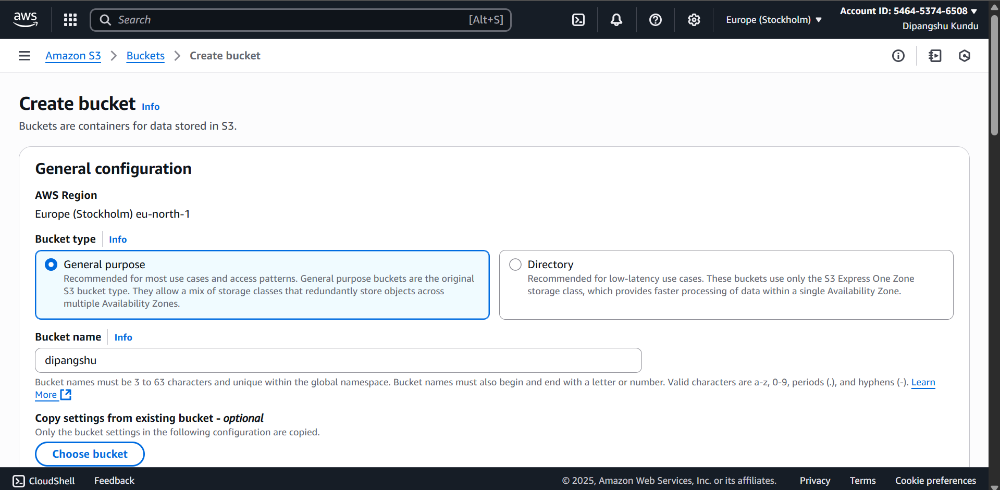 aws
Search [Alt+S]
Europe (Stockholm)
Account ID: 5464-5374-6508
Dipangshu Kundu
Amazon S3 Buckets Create bucket
Create bucket Info
Buckets are containers for data stored in S3.
General configuration
AWS Region
Europe (Stockholm) eu-north-1
Bucket type Info
General purpose
Recommended for most use cases and access patterns. General purpose buckets are the original
S3 bucket type. They allow a mix of storage classes that redundantly store objects across
multiple Availability Zones.
Directory
Recommended for low-latency use cases. These buckets use only the S3 Express One Zone
storage class, which provides faster processing of data within a single Availability Zone.
Bucket name Info
dipangshu
Bucket names must be 3 to 63 characters and unique within the global namespace. Bucket names must also begin and end with a letter or number. Valid characters are a-z, 0-9, periods (.), and hyphens (-). Learn
More
Copy settings from existing bucket - optional
Only the bucket settings in the following configuration are copied.
Choose bucket
CloudShell Feedback © 2025, Amazon Web Services, Inc. or its affiliates. Privacy Terms Cookie preferences